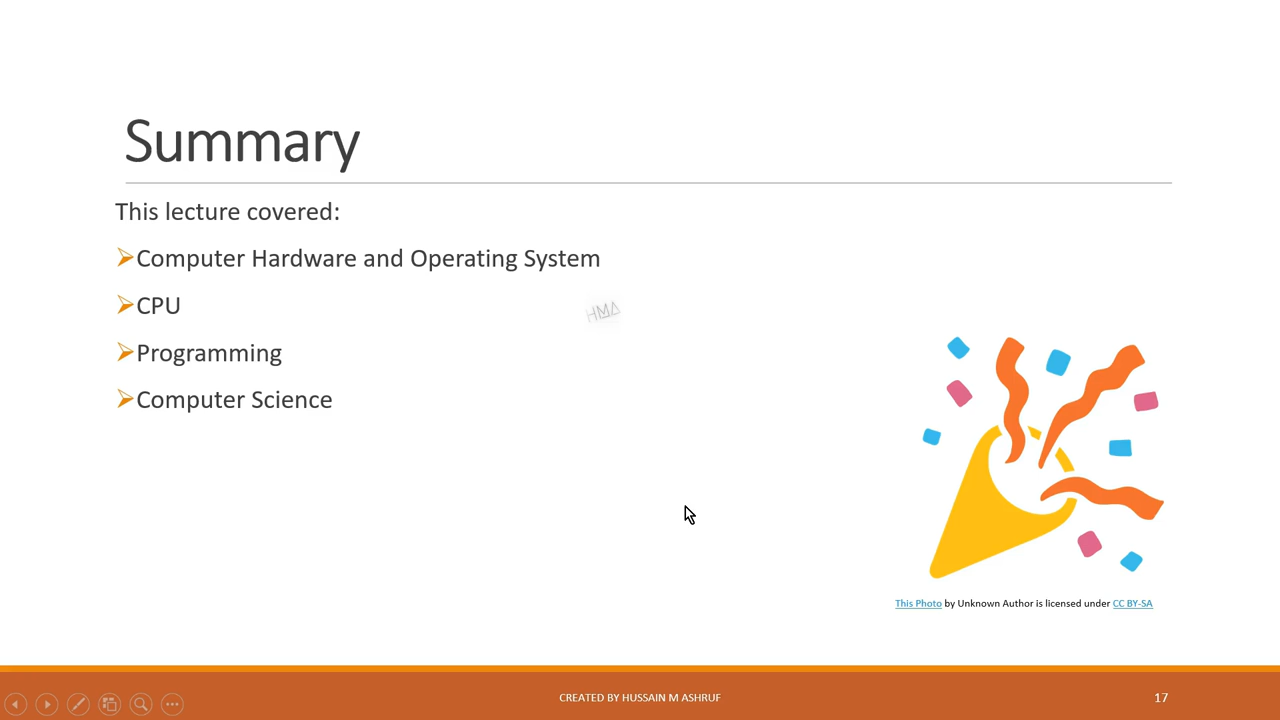 Summary
This lecture covered:
Computer Hardware and Operating System
CPU
HMA
Programming
Computer Science
This Photo by Unknown Author is licensed under CC BY-SA
CREATED BY HUSSAIN M ASHRUF
17